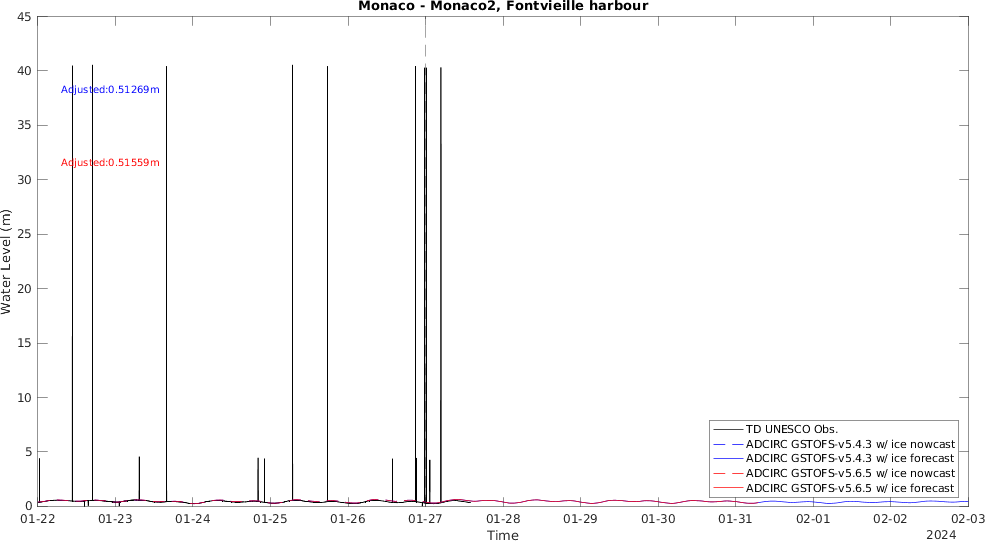 Monaco - Monaco2, Fontvieille harbour
45
40
35
30
25
20
15
10
5
0
Water Level (m)
Adjusted:0.51269m
Adjusted:0.51559m
TD UNESCO Obs.
ADCIRC GSTOFS-v5.4.3 w/ ice nowcast
ADCIRC GSTOFS-v5.4.3 w/ ice forecast
ADCIRC GSTOFS-v5.6.5 w/ ice nowcast
ADCIRC GSTOFS-v5.6.5 w/ ice forecast
01-22 01-23 01-24 01-25 01-26 01-27 01-28 01-29 01-30 01-31 02-01 02-02 02-03
Time
2024